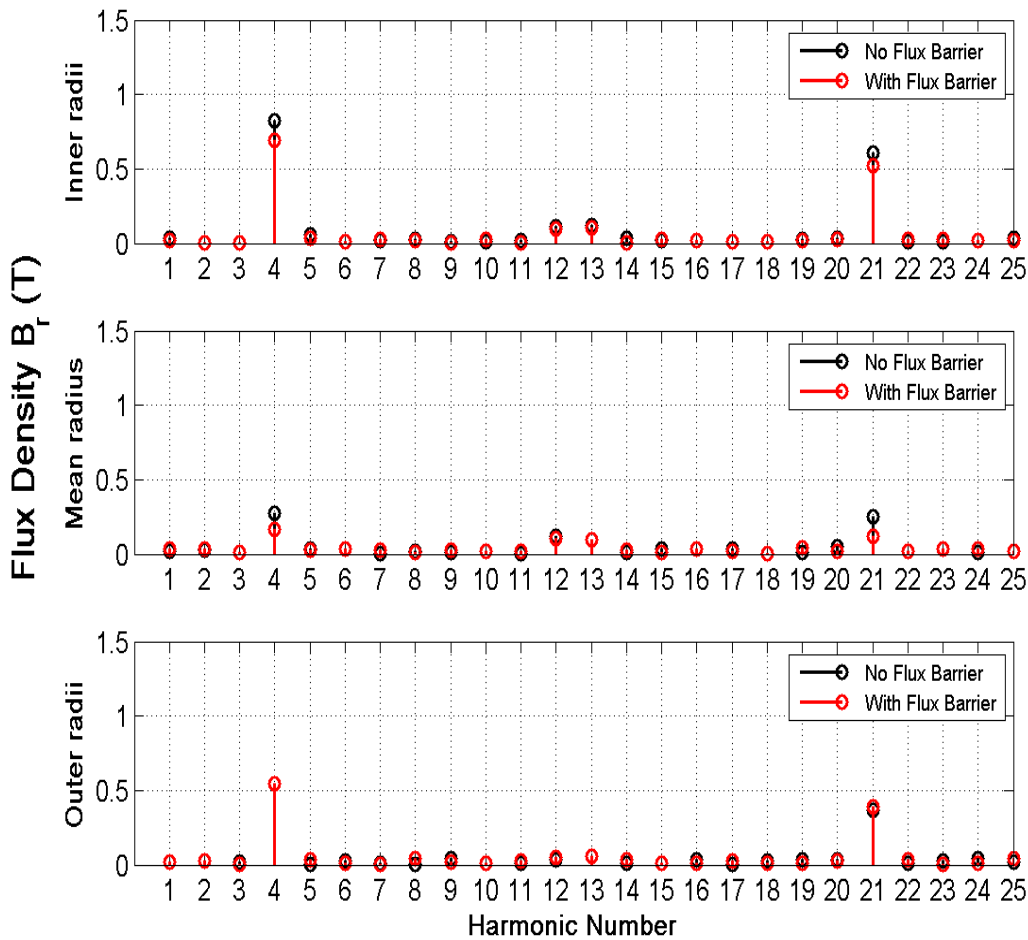 Flux Density B_r (T)
Inner radii
1.5
1
0.5
0
No Flux Barrier
With Flux Barrier
1 2 3 4 5 6 7 8 9 10 11 12 13 14 15 16 17 18 19 20 21 22 23 24 25
Mean radius
1.5
1
0.5
0
No Flux Barrier
With Flux Barrier
1 2 3 4 5 6 7 8 9 10 11 12 13 14 15 16 17 18 19 20 21 22 23 24 25
Outer radii
1.5
1
0.5
0
No Flux Barrier
With Flux Barrier
1 2 3 4 5 6 7 8 9 10 11 12 13 14 15 16 17 18 19 20 21 22 23 24 25
Harmonic Number